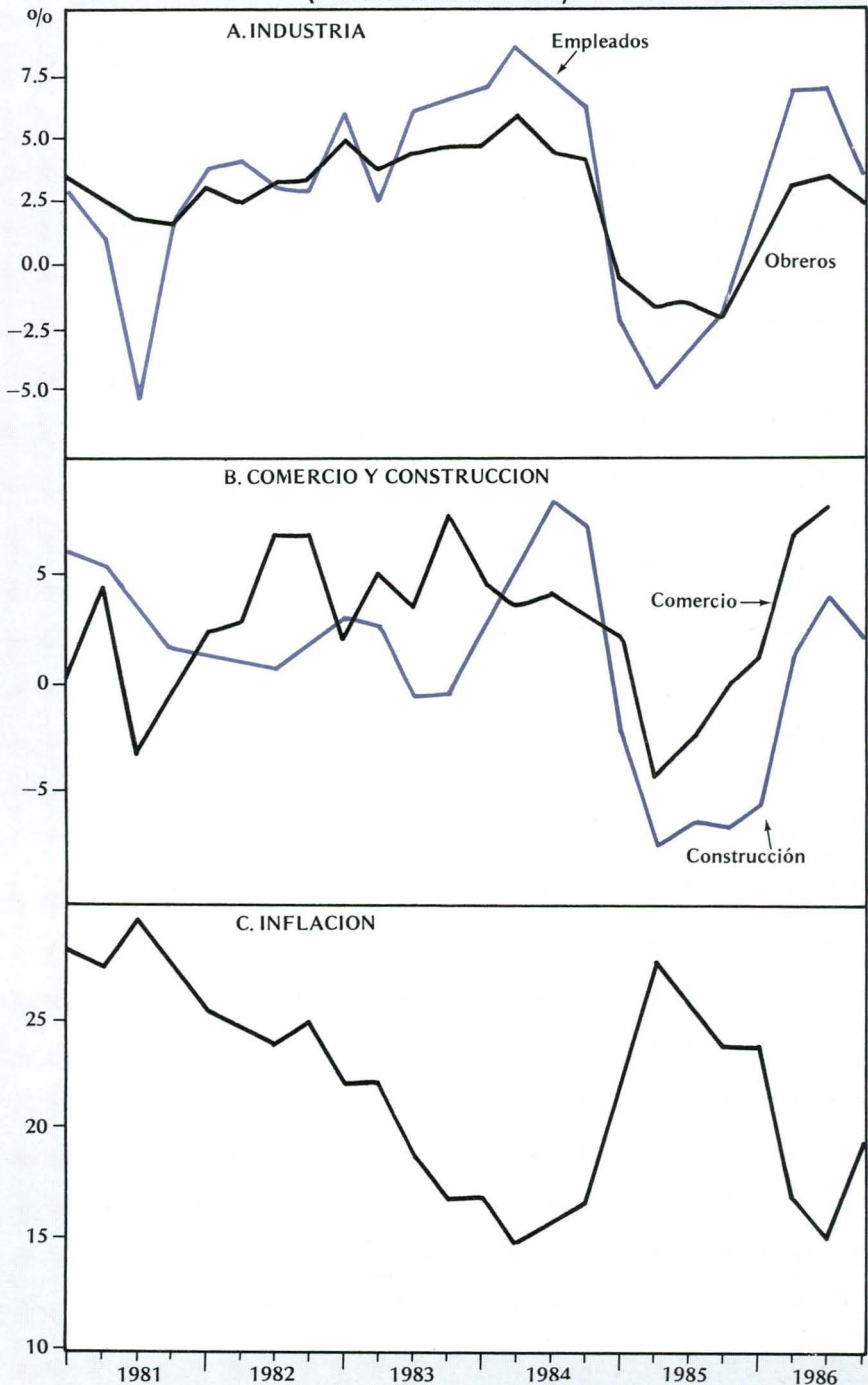 %
A. INDUSTRIA
Empleados
7.5
5.0
2.5
0.0
Obreros
−2.5
−5.0
B. COMERCIO Y CONSTRUCCION
5
Comercio
0
−5
Construcción
C. INFLACION
25
20
15
10
1981 1982 1983 1984 1985 1986